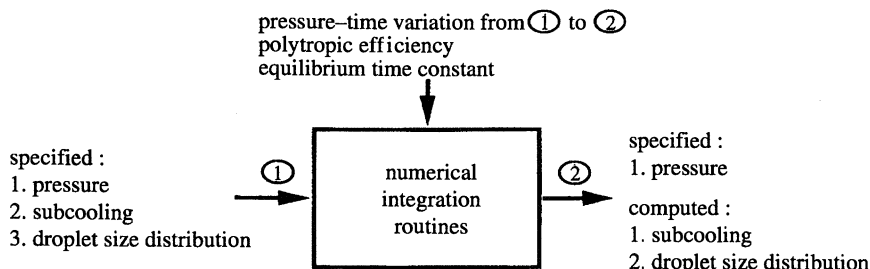 pressure–time variation from ① to ②
polytropic efficiency
equilibrium time constant
specified :
1. pressure
2. subcooling
3. droplet size distribution
①
numerical
integration
routines
②
specified :
1. pressure
computed :
1. subcooling
2. droplet size distribution